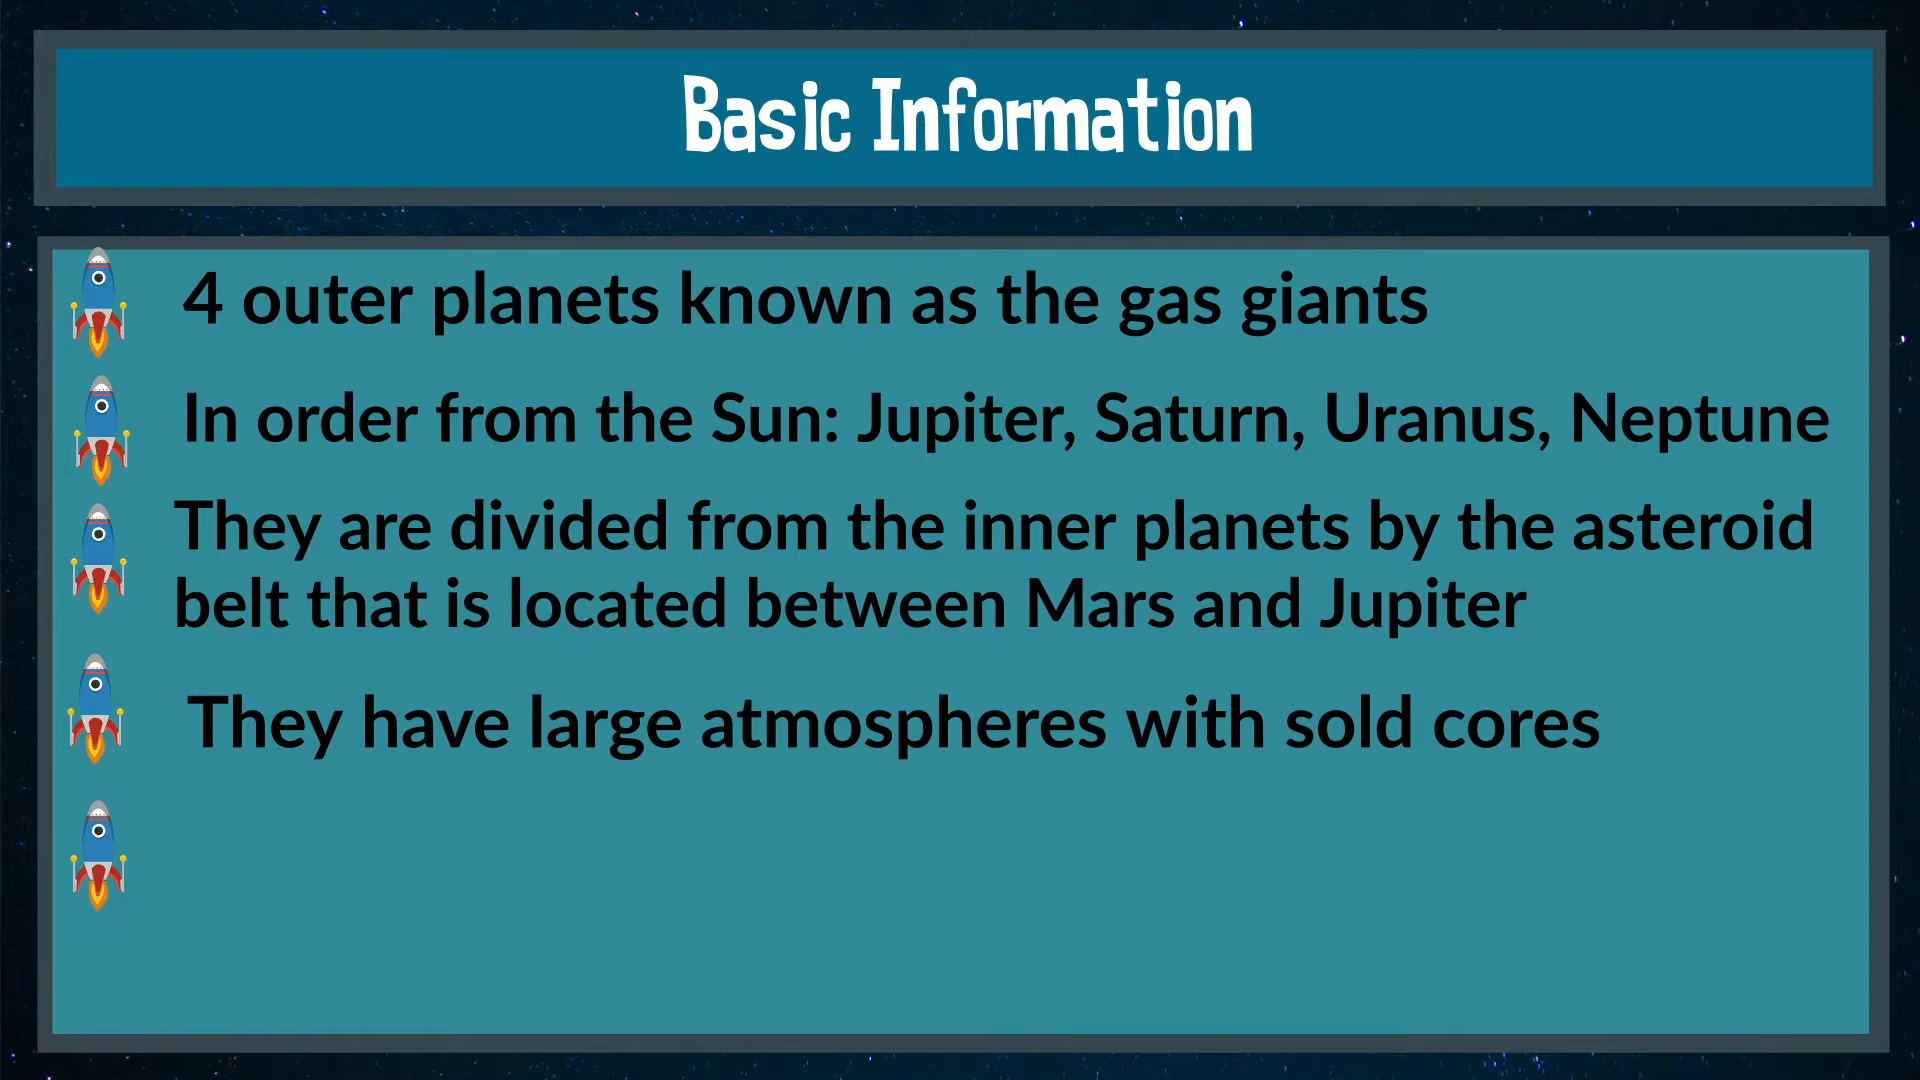 Basic Information
4 outer planets known as the gas giants
In order from the Sun: Jupiter, Saturn, Uranus, Neptune
They are divided from the inner planets by the asteroid
belt that is located between Mars and Jupiter
They have large atmospheres with sold cores